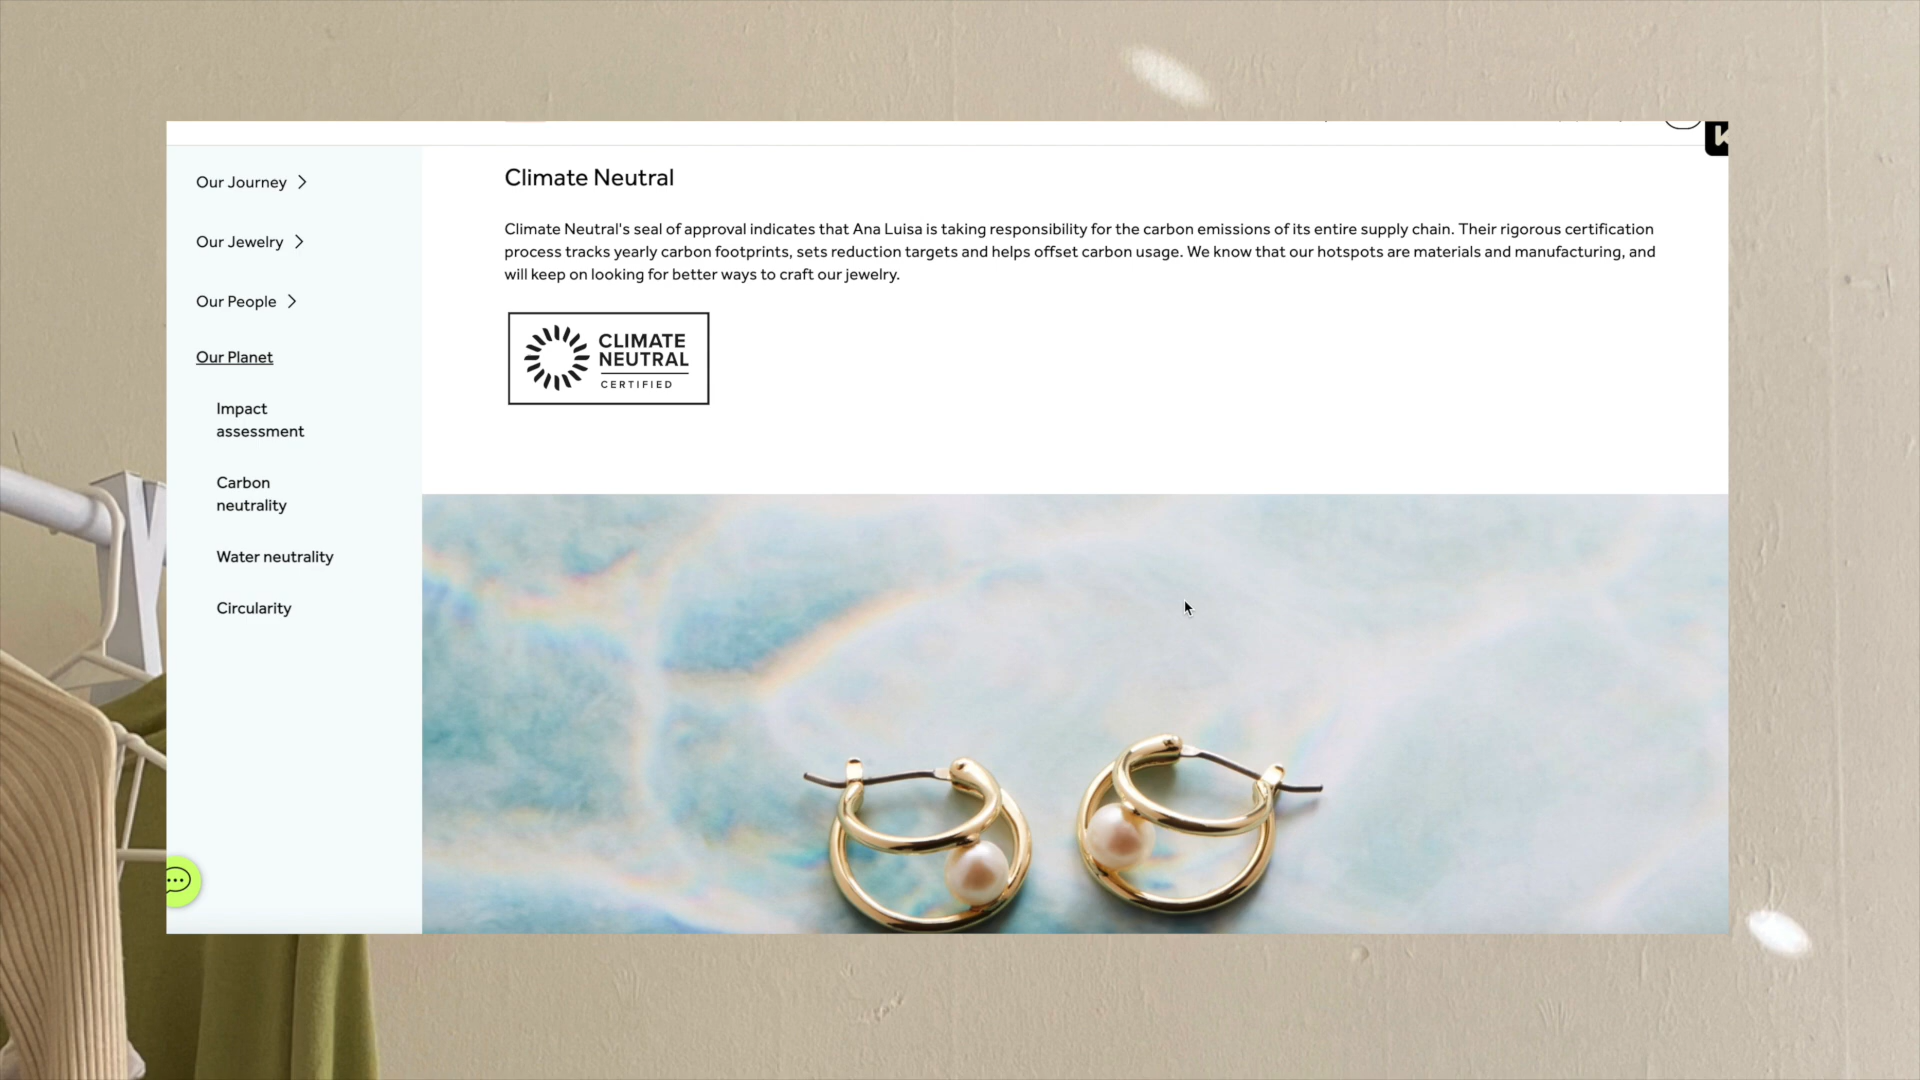 Our Journey
Our Jewelry
Our People
Our Planet
Impact
assessment
Carbon
neutrality
Water neutrality
Circularity
Climate Neutral
Climate Neutral's seal of approval indicates that Ana Luisa is taking responsibility for the carbon emissions of its entire supply chain. Their rigorous certification
process tracks yearly carbon footprints, sets reduction targets and helps offset carbon usage. We know that our hotspots are materials and manufacturing, and
will keep on looking for better ways to craft our jewelry.
CLIMATE
NEUTRAL
CERTIFIED